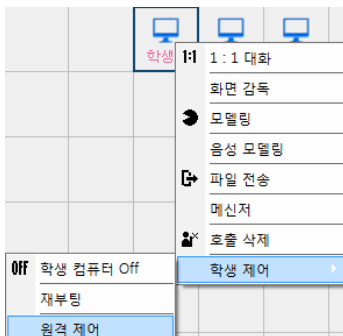 학생
1:1 1 : 1 대화
화면 감독
모델링
음성 모델링
파일 전송
메신저
호출 삭제
학생 제어
Off 학생 컴퓨터 Off
재부팅
원격 제어